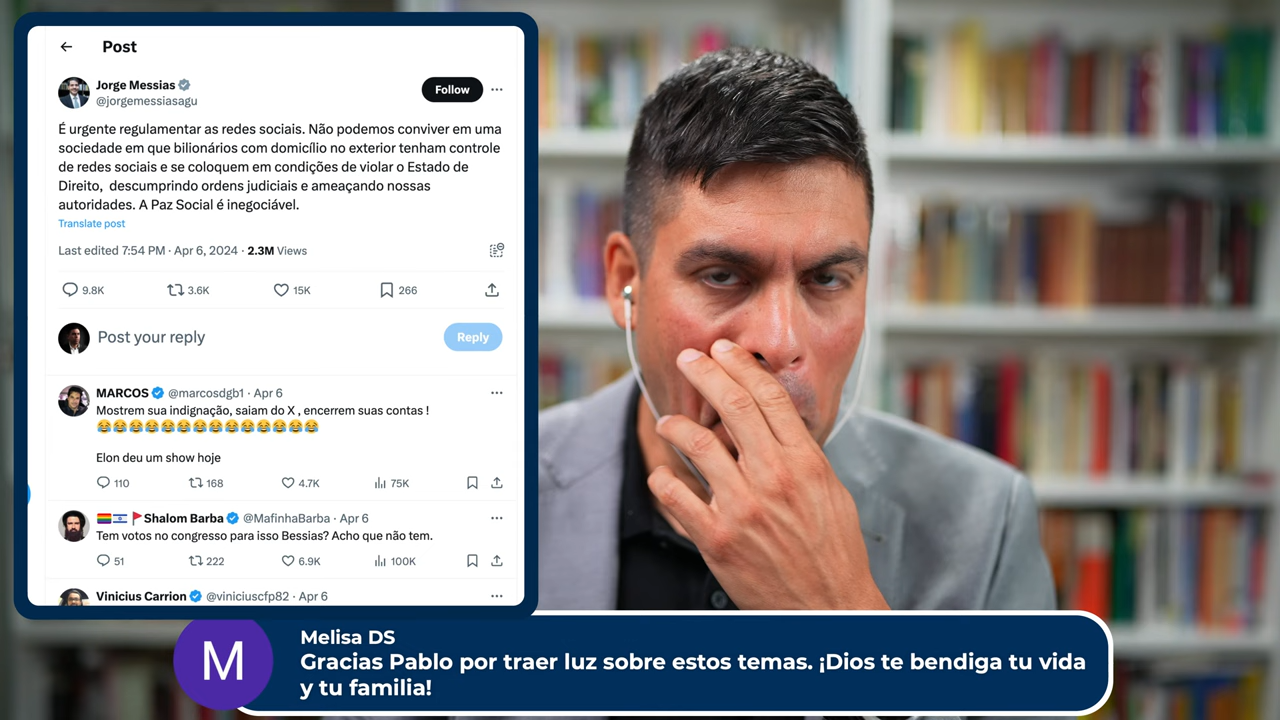 Post
Jorge Messias
@jorgemessiasagu
Follow
É urgente regulamentar as redes sociais. Não podemos conviver em uma
sociedade em que bilionários com domicílio no exterior tenham controle
de redes sociais e se coloquem em condições de violar o Estado de
Direito, descumprindo ordens judiciais e ameaçando nossas
autoridades. A Paz Social é inegociável.
Translate post
Last edited 7:54 PM · Apr 6, 2024 · 2.3M Views
9.8K 3.6K 15K 266
Post your reply
Reply
MARCOS @marcosdgb1 · Apr 6
Mostrem sua indignação, saiam do X , encerrem suas contas !
😂😂😂😂😂😂😂😂😂😂😂😂😂😂
Elon deu um show hoje
110 168 4.7K 75K
🏳️‍🌈🇮🇱🚩Shalom Barba @MafinhaBarba · Apr 6
Tem votos no congresso para isso Bessias? Acho que não tem.
51 222 6.9K 100K
Vinicius Carrion @viniciuscfp82 · Apr 6
M
Melisa DS
Gracias Pablo por traer luz sobre estos temas. ¡Dios te bendiga tu vida
y tu familia!